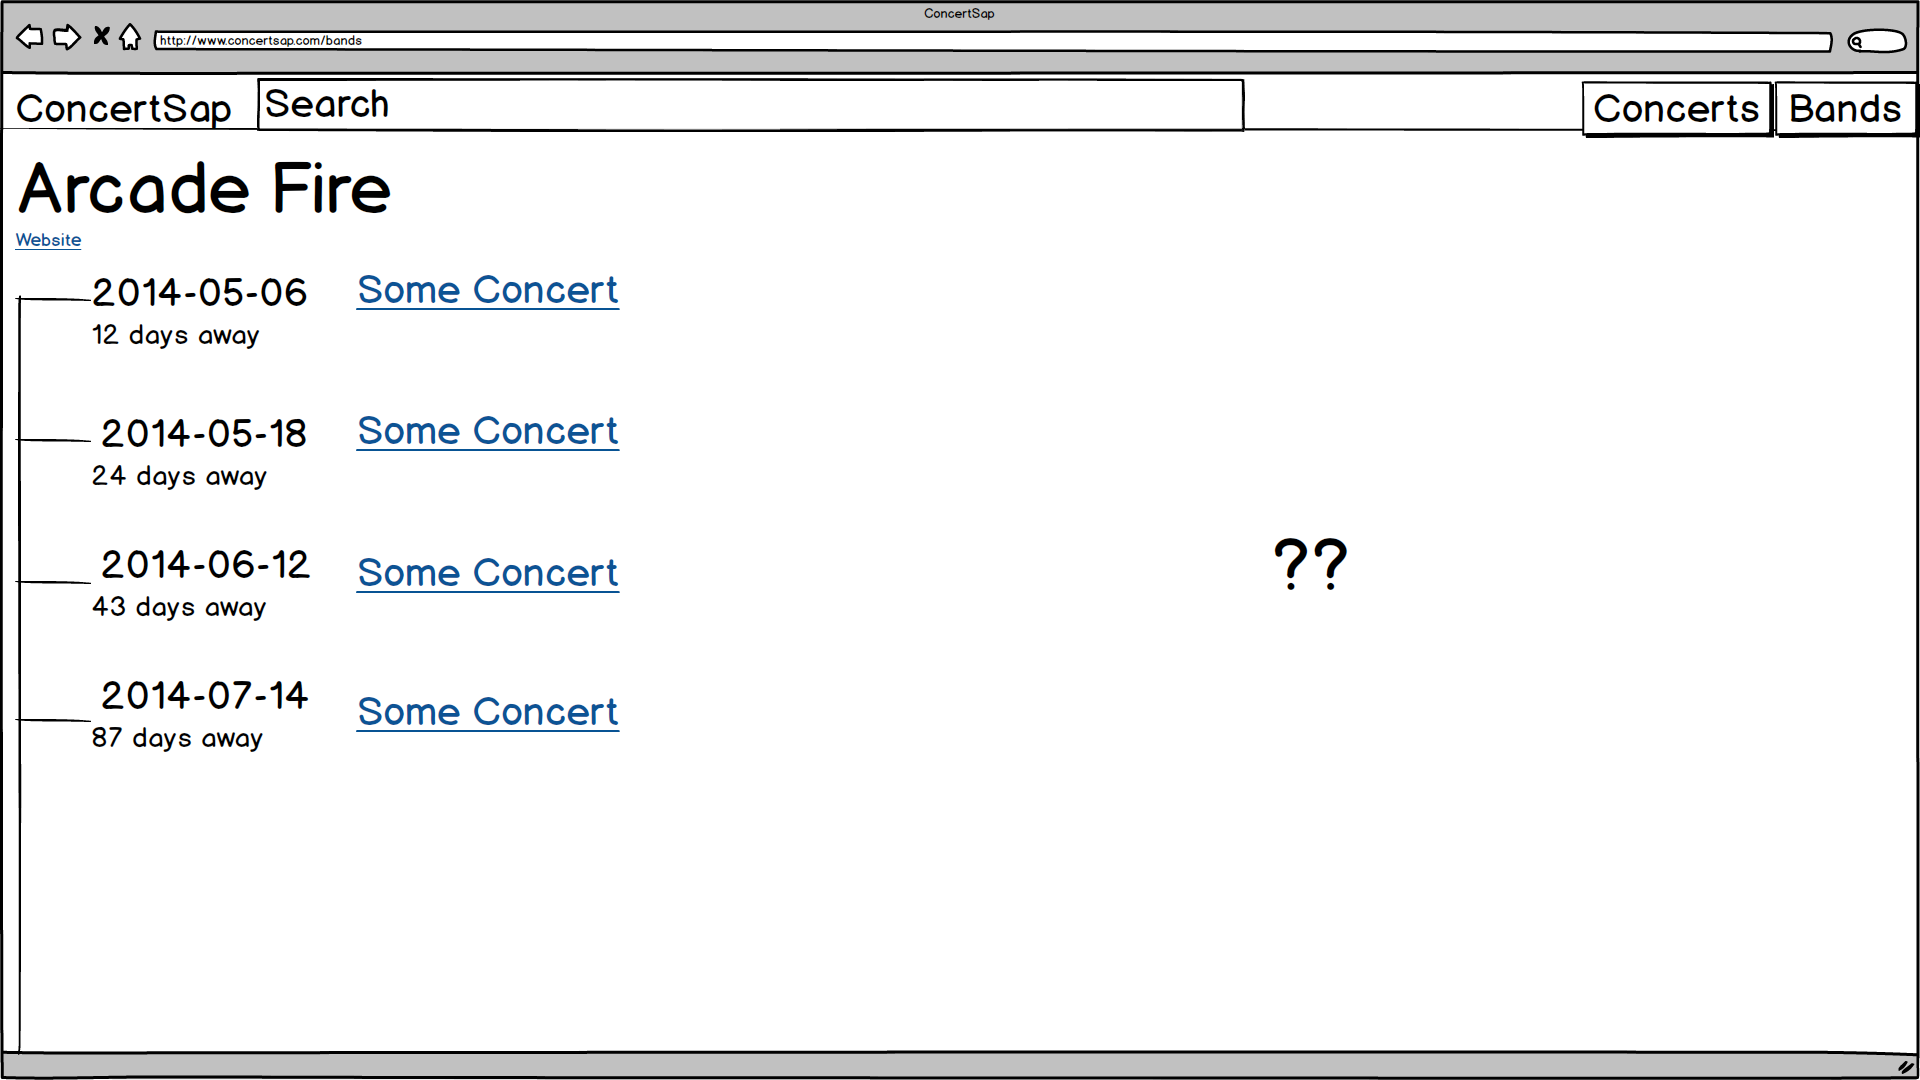 ConcertSap
http://www.concertsap.com/bands
ConcertSap Search Concerts Bands
Arcade Fire
Website
2014-05-06 Some Concert
12 days away
2014-05-18 Some Concert
24 days away
2014-06-12 Some Concert
43 days away
??
2014-07-14 Some Concert
87 days away